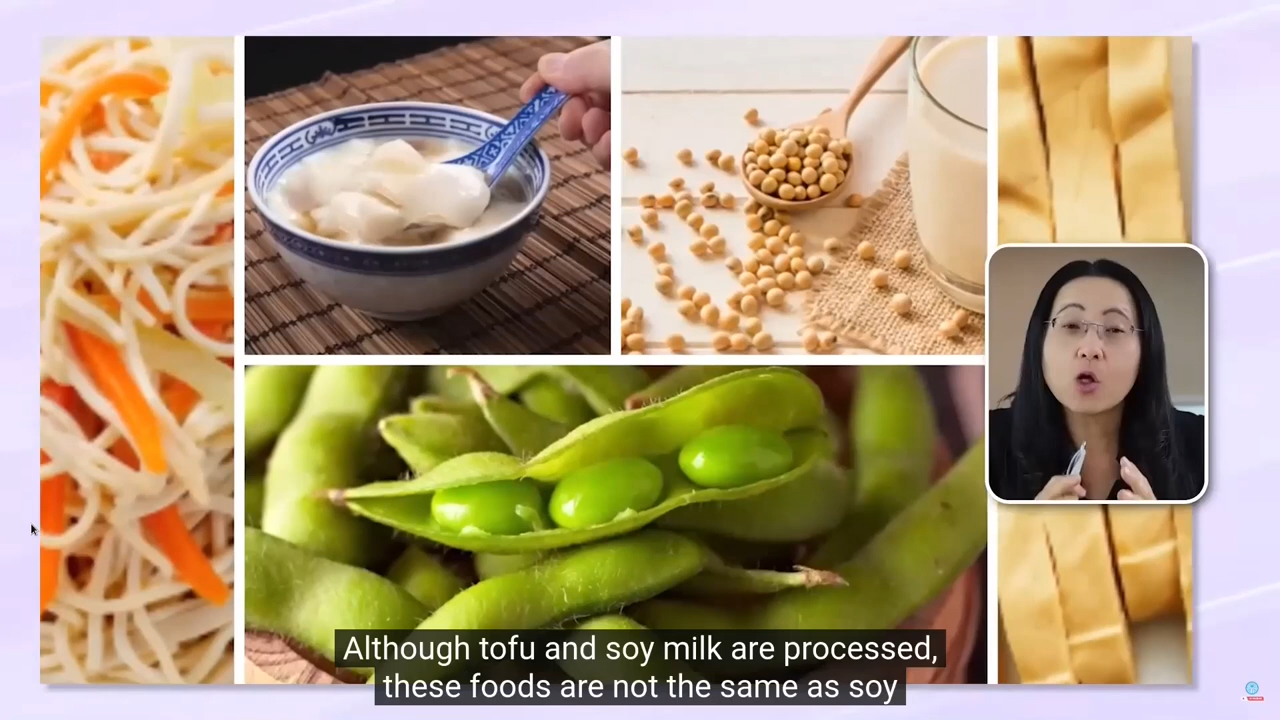 Although tofu and soy milk are processed,
these foods are not the same as soy